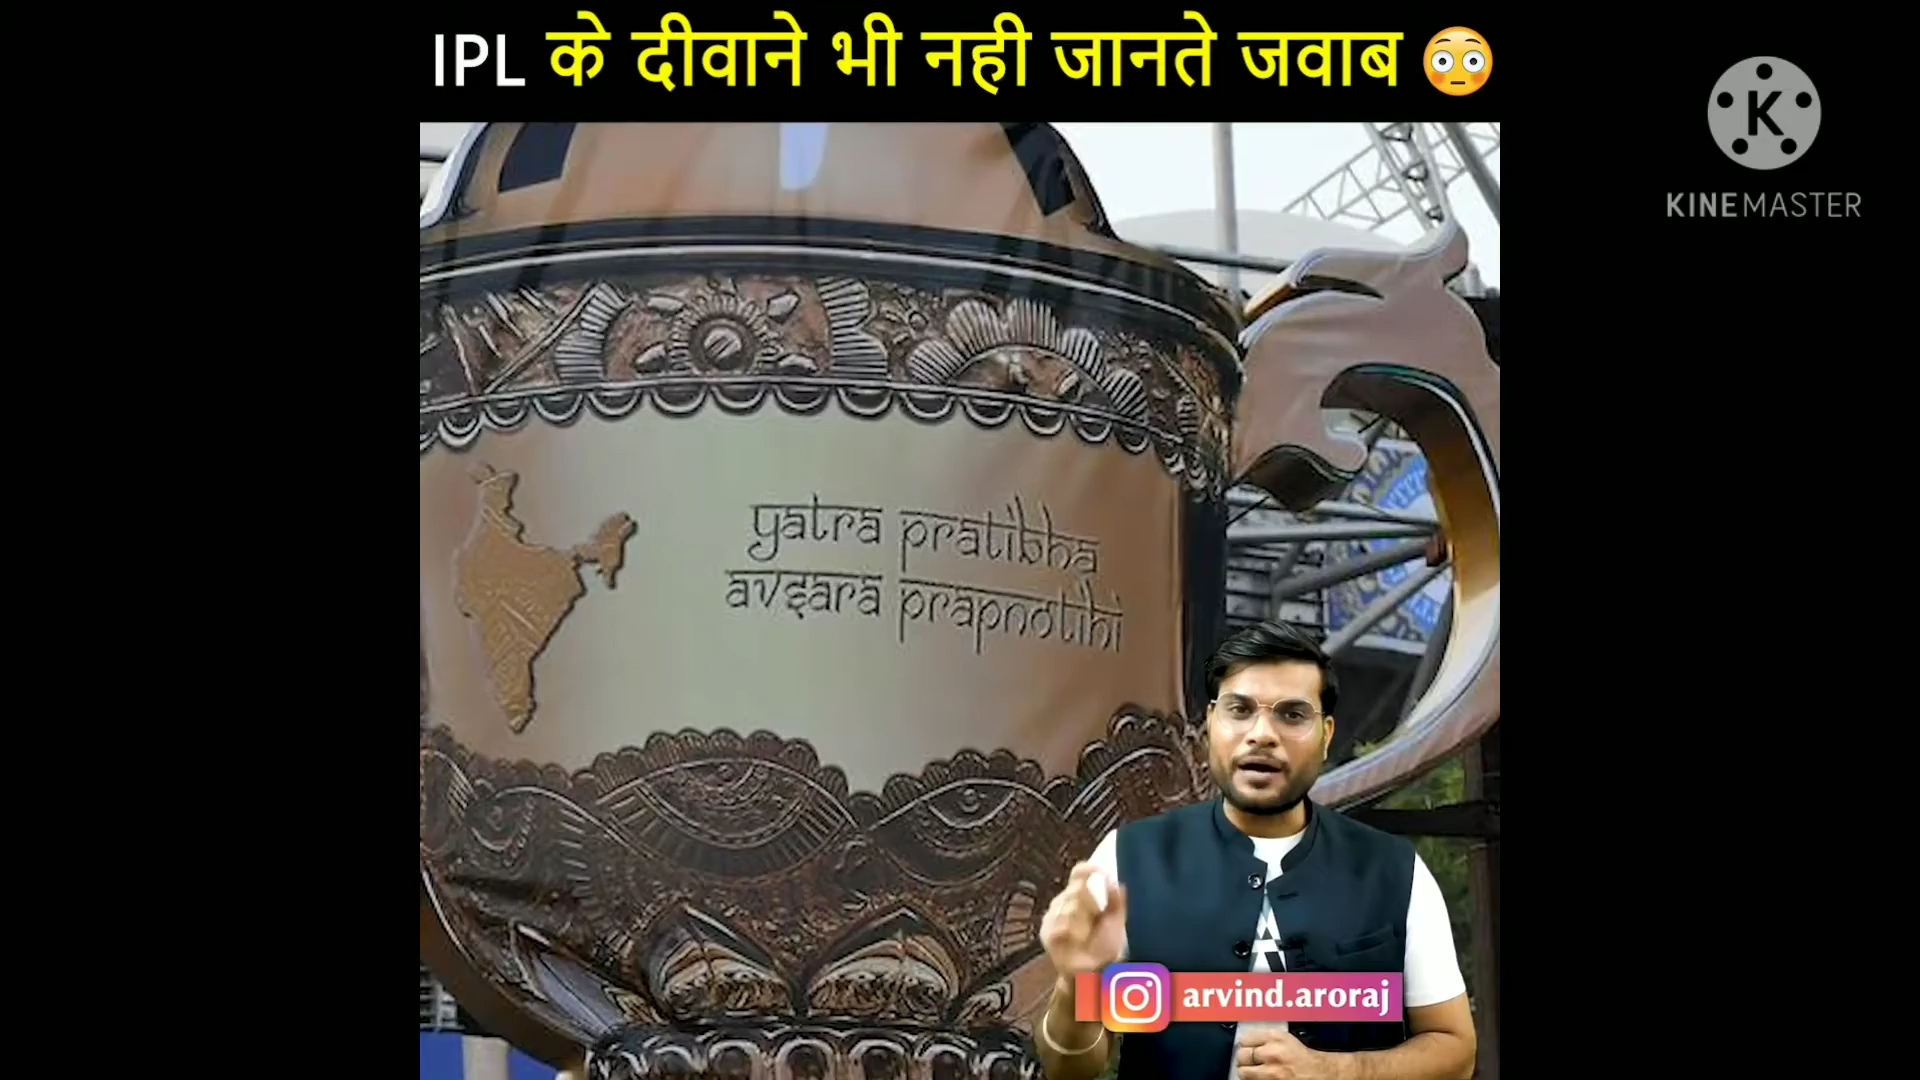 IPL के दीवाने भी नही जानते जवाब 😳
K
KINEMASTER
yatra pratibha
avsara prapnotihi
arvind.aroraj